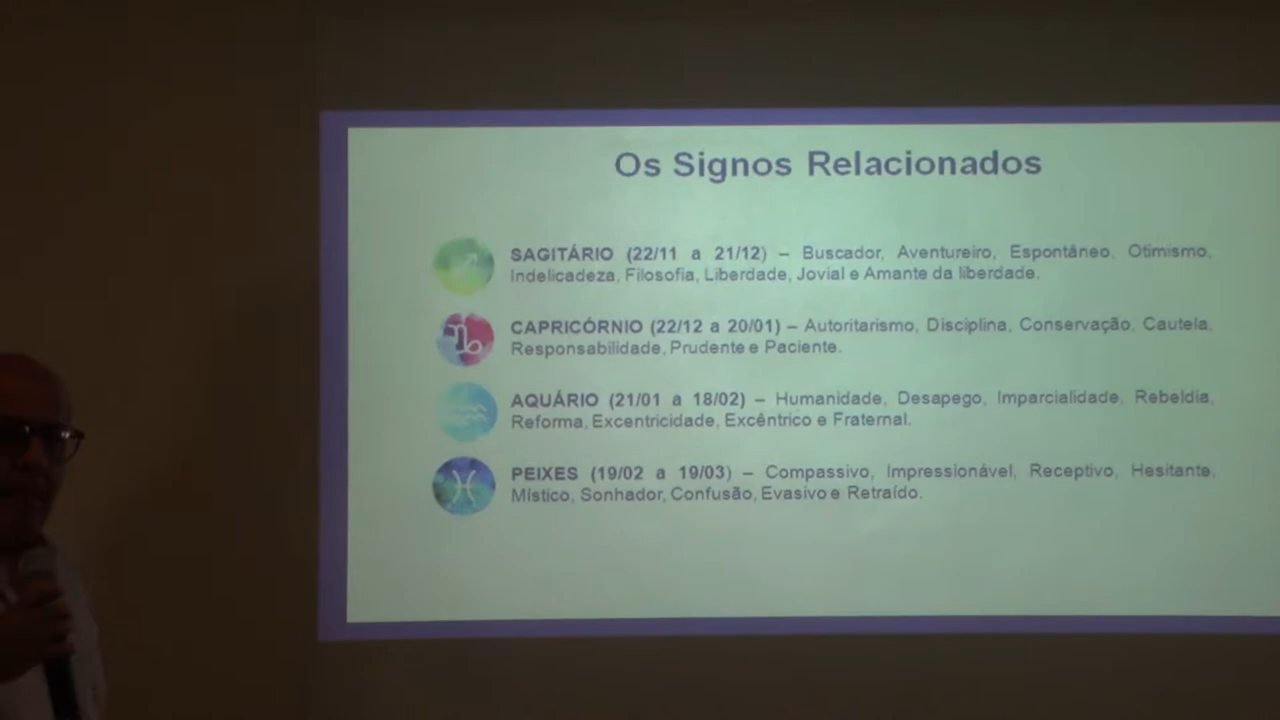 Os Signos Relacionados
SAGITÁRIO (22/11 a 21/12) – Buscador, Aventureiro, Espontâneo, Otimismo,
Indelicadeza, Filosofia, Liberdade, Jovial e Amante da liberdade.
CAPRICÓRNIO (22/12 a 20/01) – Autoritarismo, Disciplina, Conservação, Cautela,
Responsabilidade, Prudente e Paciente.
AQUÁRIO (21/01 a 18/02) – Humanidade, Desapego, Imparcialidade, Rebeldia,
Reforma, Excentricidade, Excêntrico e Fraternal.
PEIXES (19/02 a 19/03) – Compassivo, Impressionável, Receptivo, Hesitante,
Místico, Sonhador, Confusão, Evasivo e Retraído.